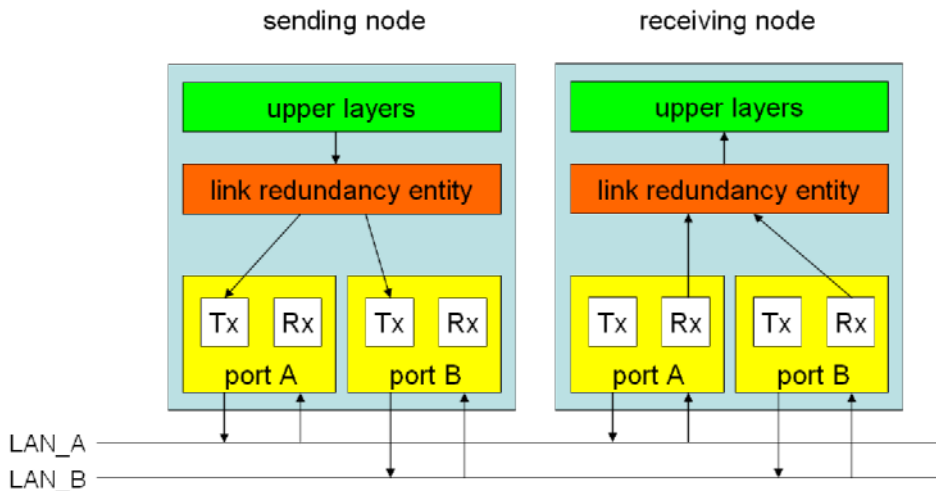 sending node
receiving node
upper layers
upper layers
link redundancy entity
link redundancy entity
Tx Rx Tx Rx
Tx Rx Tx Rx
port A port B
port A port B
LAN_A
LAN_B